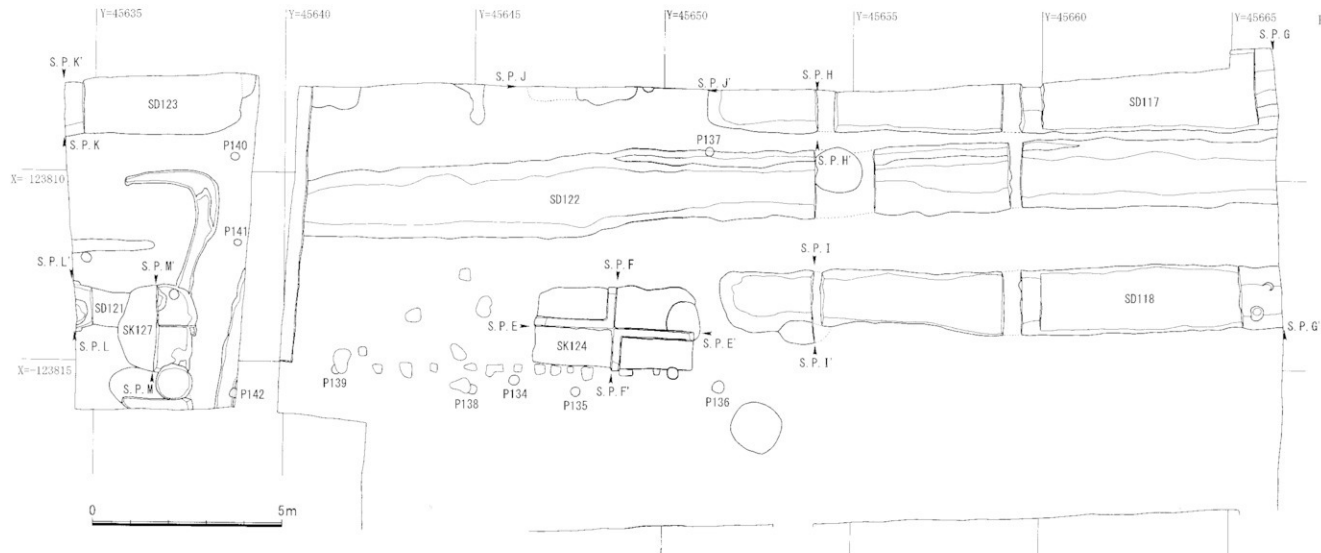 Y=45635
Y=45640
Y=45645
Y=45650
Y=45655
Y=45660
Y=45665
S.P.G
S.P.K'
S.P.J
S.P.J'
S.P.H
SD123
SD117
S.P.K
P140
P137
S.P.H'
X=-123810
SD122
P141
S.P.L'
S.P.M'
S.P.F
S.P.I
SD121
SK127
S.P.E
SK124
S.P.E'
SD118
S.P.G'
S.P.L
S.P.I'
X=-123815
S.P.M
P139
P142
P138
P134
P135
S.P.F'
P136
0
5m